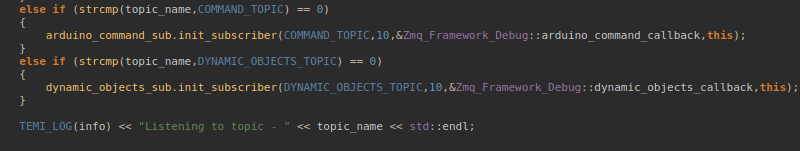 else if (strcmp(topic_name,COMMAND_TOPIC) == 0)
{
arduino_command_sub.init_subscriber(COMMAND_TOPIC,10,&Zmq_Framework_Debug::arduino_command_callback,this);
}
else if (strcmp(topic_name,DYNAMIC_OBJECTS_TOPIC) == 0)
{
dynamic_objects_sub.init_subscriber(DYNAMIC_OBJECTS_TOPIC,10,&Zmq_Framework_Debug::dynamic_objects_callback,this);
}
TEMI_LOG(info) << "Listening to topic - " << topic_name << std::endl;